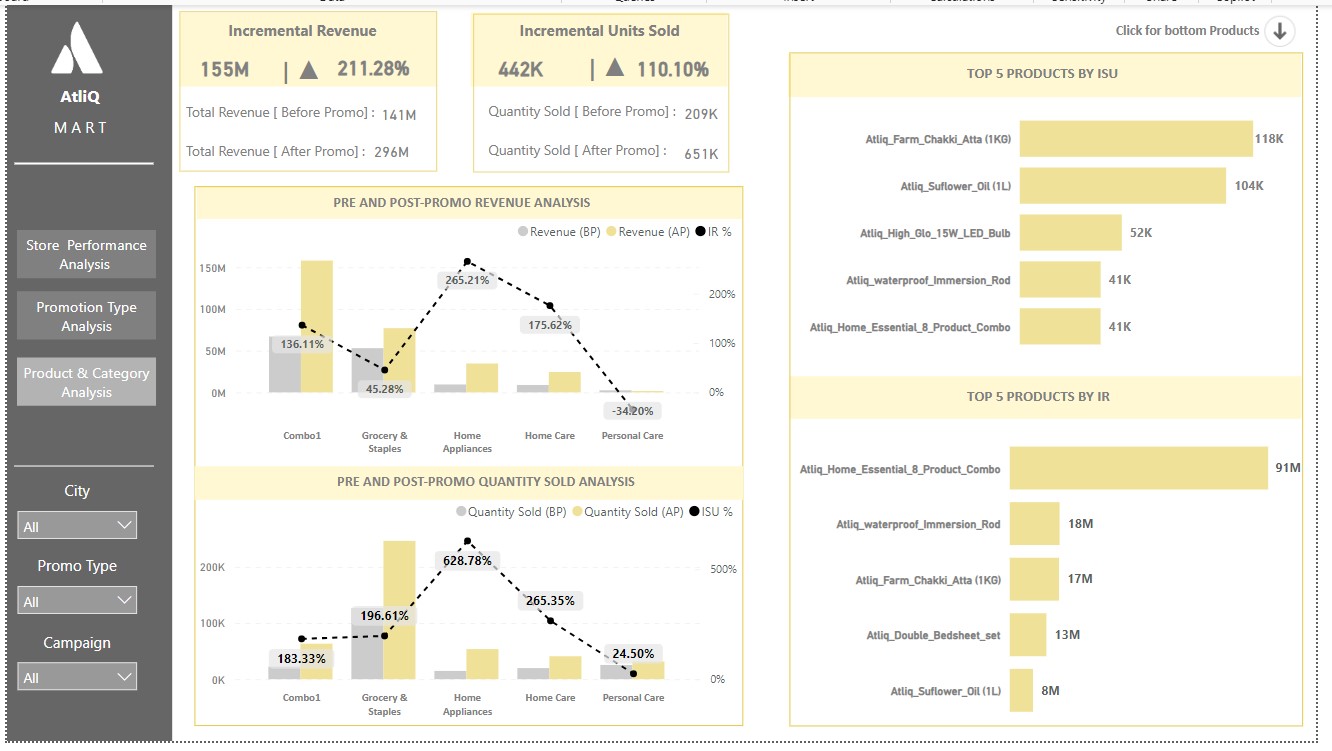 AtliQ
MART
Store Performance
Analysis
Promotion Type
Analysis
Product & Category
Analysis
City
All
Promo Type
All
Campaign
All
Incremental Revenue
155M | ▲ 211.28%
Total Revenue [ Before Promo] : 141M
Total Revenue [ After Promo] : 296M
Incremental Units Sold
442K | ▲ 110.10%
Quantity Sold [ Before Promo] : 209K
Quantity Sold [ After Promo] : 651K
Click for bottom Products
PRE AND POST-PROMO REVENUE ANALYSIS
Revenue (BP) Revenue (AP) IR %
150M
100M
50M
0M
200%
100%
0%
136.11%
45.28%
265.21%
175.62%
-34.20%
Combo1
Grocery &
Staples
Home
Appliances
Home Care
Personal Care
PRE AND POST-PROMO QUANTITY SOLD ANALYSIS
Quantity Sold (BP) Quantity Sold (AP) ISU %
200K
100K
0K
500%
0%
183.33%
196.61%
628.78%
265.35%
24.50%
Combo1
Grocery &
Staples
Home
Appliances
Home Care
Personal Care
TOP 5 PRODUCTS BY ISU
Atliq_Farm_Chakki_Atta (1KG) 118K
Atliq_Suflower_Oil (1L) 104K
Atliq_High_Glo_15W_LED_Bulb 52K
Atliq_waterproof_Immersion_Rod 41K
Atliq_Home_Essential_8_Product_Combo 41K
TOP 5 PRODUCTS BY IR
Atliq_Home_Essential_8_Product_Combo 91M
Atliq_waterproof_Immersion_Rod 18M
Atliq_Farm_Chakki_Atta (1KG) 17M
Atliq_Double_Bedsheet_set 13M
Atliq_Suflower_Oil (1L) 8M